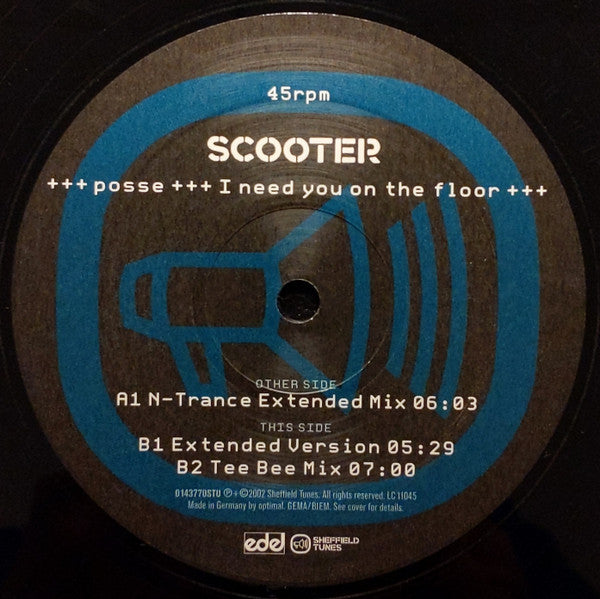 45rpm
SCOOTER
+++ posse +++ I need you on the floor +++
OTHER SIDE
A1 N-Trance Extended Mix 06:03
THIS SIDE
B1 Extended Version 05:29
B2 Tee Bee Mix 07:00
0143770STU ℗+©2002 Sheffield Tunes. All rights reserved. LC 11045
Made in Germany by optimal. GEMA/BIEM. See cover for details.
edel SHEFFIELD
TUNES